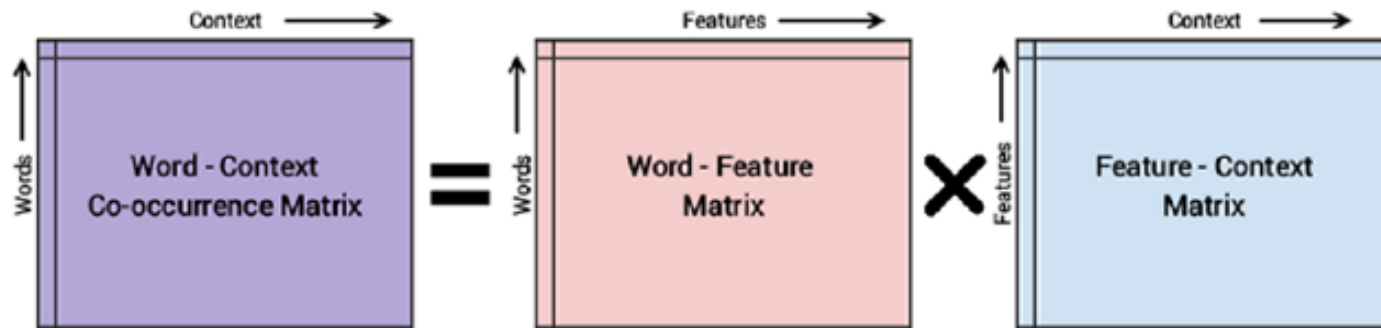 Context
Features
Context
Words
Word - Context
Co-occurrence Matrix
=
Words
Word - Feature
Matrix
×
Features
Feature - Context
Matrix